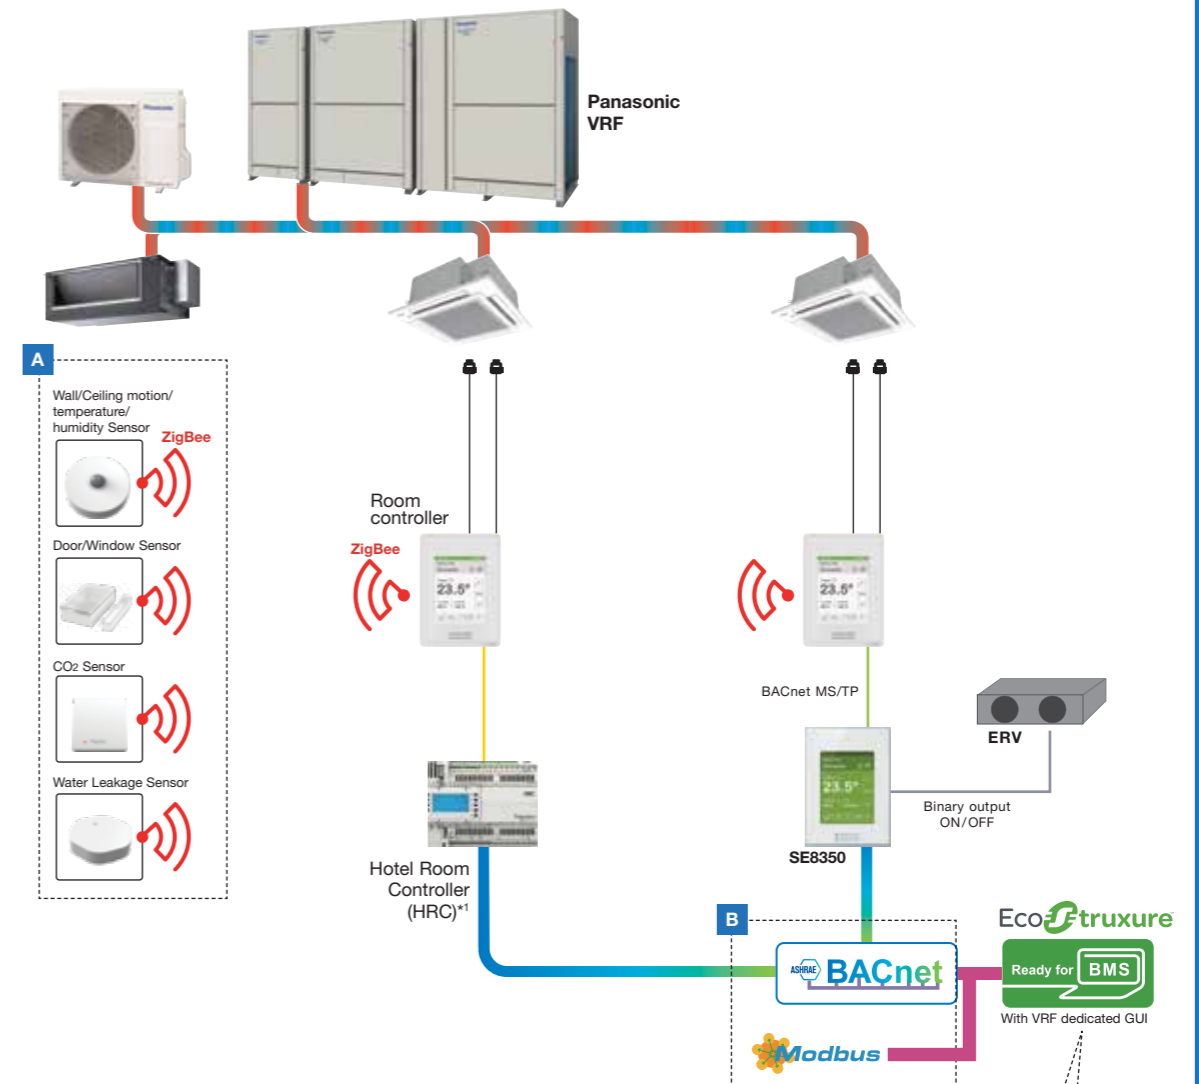 Panasonic
VRF
A
Wall/Ceiling motion/
temperature/
humidity Sensor
ZigBee
Door/Window Sensor
CO2 Sensor
Water Leakage Sensor
Room
controller
ZigBee
23.5°
23.5°
BACnet MS/TP
ERV
23.5°
Binary output
ON/OFF
SE8350
Hotel Room
Controller
(HRC)*1
B
EcoStruxure
ASHRAE BACnet
Ready for BMS
With VRF dedicated GUI
Modbus